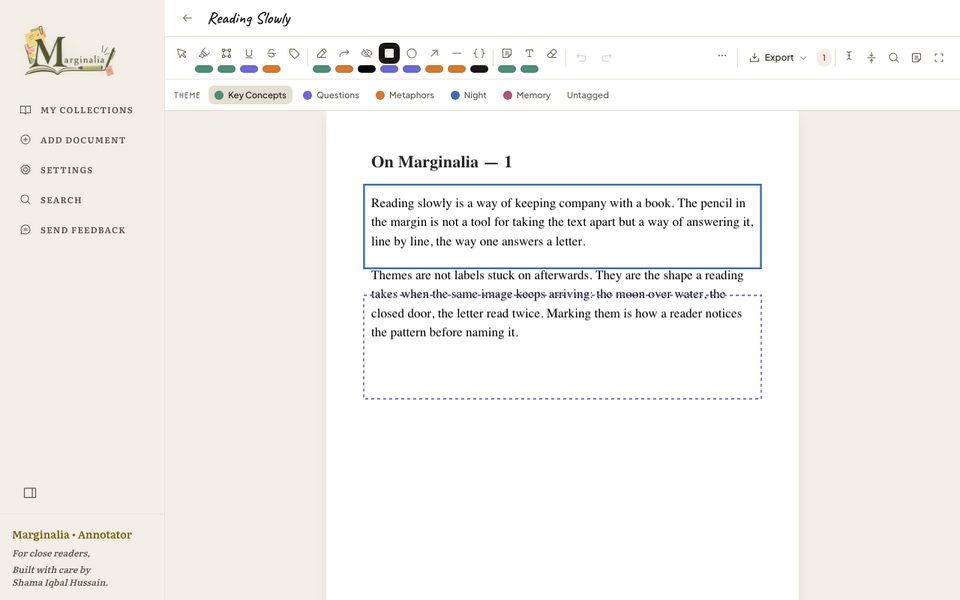 Marginalia
MY COLLECTIONS
ADD DOCUMENT
SETTINGS
SEARCH
SEND FEEDBACK
Marginalia • Annotator
For close readers,
Built with care by
Shama Iqbal Hussain.
Reading Slowly
U S T
Export 1
THEME Key Concepts Questions Metaphors Night Memory Untagged
On Marginalia — 1
Reading slowly is a way of keeping company with a book. The pencil in
the margin is not a tool for taking the text apart but a way of answering it,
line by line, the way one answers a letter.
Themes are not labels stuck on afterwards. They are the shape a reading
takes when the same image keeps arriving: the moon over water, the
closed door, the letter read twice. Marking them is how a reader notices
the pattern before naming it.